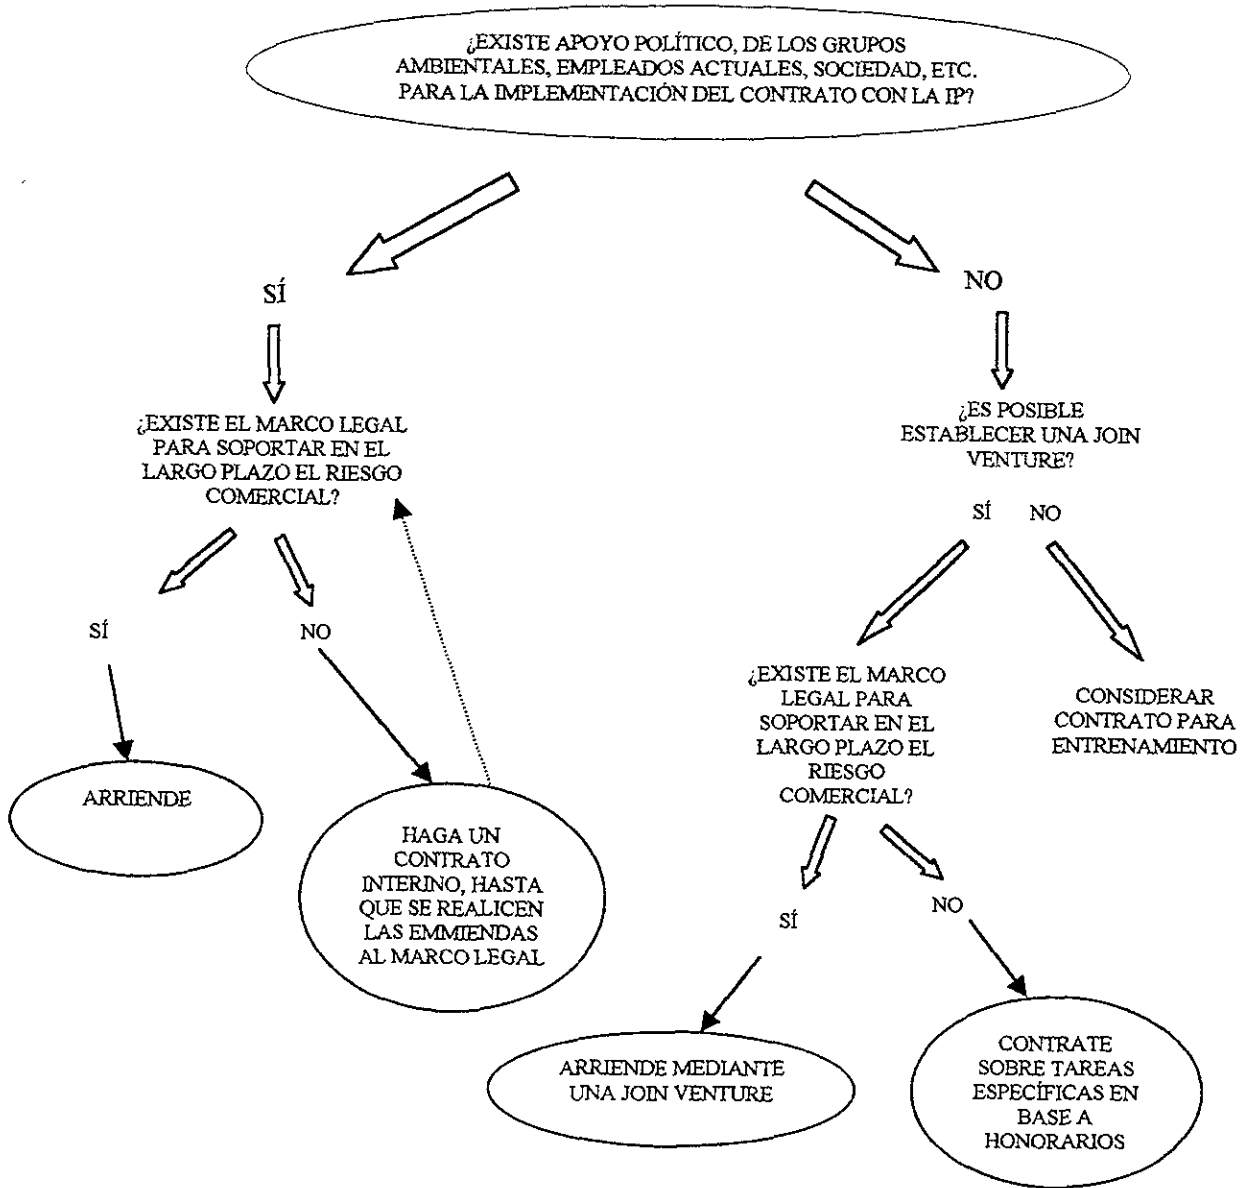 ¿EXISTE APOYO POLÍTICO, DE LOS GRUPOS
AMBIENTALES, EMPLEADOS ACTUALES, SOCIEDAD, ETC.
PARA LA IMPLEMENTACIÓN DEL CONTRATO CON LA IP?
SÍ
NO
¿EXISTE EL MARCO LEGAL
PARA SOPORTAR EN EL
LARGO PLAZO EL RIESGO
COMERCIAL?
¿ES POSIBLE
ESTABLECER UNA JOIN
VENTURE?
SÍ NO
SÍ
NO
¿EXISTE EL MARCO
LEGAL PARA
SOPORTAR EN EL
LARGO PLAZO EL
RIESGO
COMERCIAL?
CONSIDERAR
CONTRATO PARA
ENTRENAMIENTO
ARRIENDE
HAGA UN
CONTRATO
INTERINO, HASTA
QUE SE REALICEN
LAS EMMIENDAS
AL MARCO LEGAL
SÍ
NO
ARRIENDE MEDIANTE
UNA JOIN VENTURE
CONTRATE
SOBRE TAREAS
ESPECÍFICAS EN
BASE A
HONORARIOS